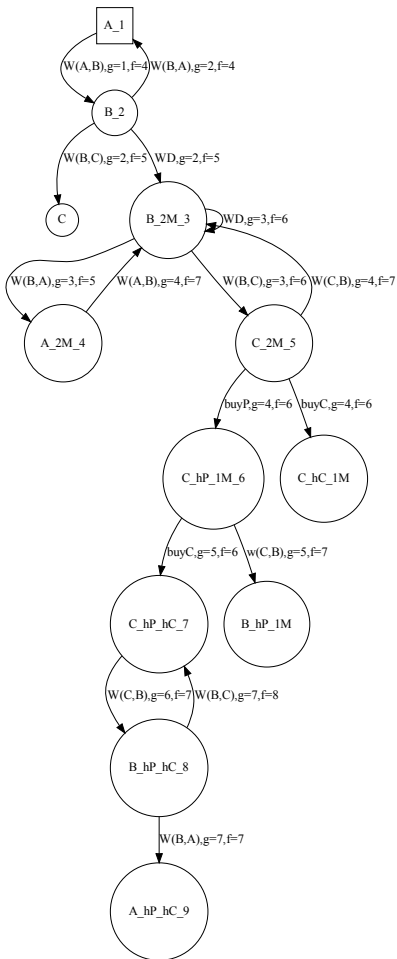 A_1
W(A,B),g=1,f=4
W(B,A),g=2,f=4
B_2
W(B,C),g=2,f=5
WD,g=2,f=5
C
B_2M_3
WD,g=3,f=6
W(B,A),g=3,f=5
W(A,B),g=4,f=7
W(B,C),g=3,f=6
W(C,B),g=4,f=7
A_2M_4
C_2M_5
buyP,g=4,f=6
buyC,g=4,f=6
C_hP_1M_6
C_hC_1M
buyC,g=5,f=6
w(C,B),g=5,f=7
C_hP_hC_7
B_hP_1M
W(C,B),g=6,f=7
W(B,C),g=7,f=8
B_hP_hC_8
W(B,A),g=7,f=7
A_hP_hC_9